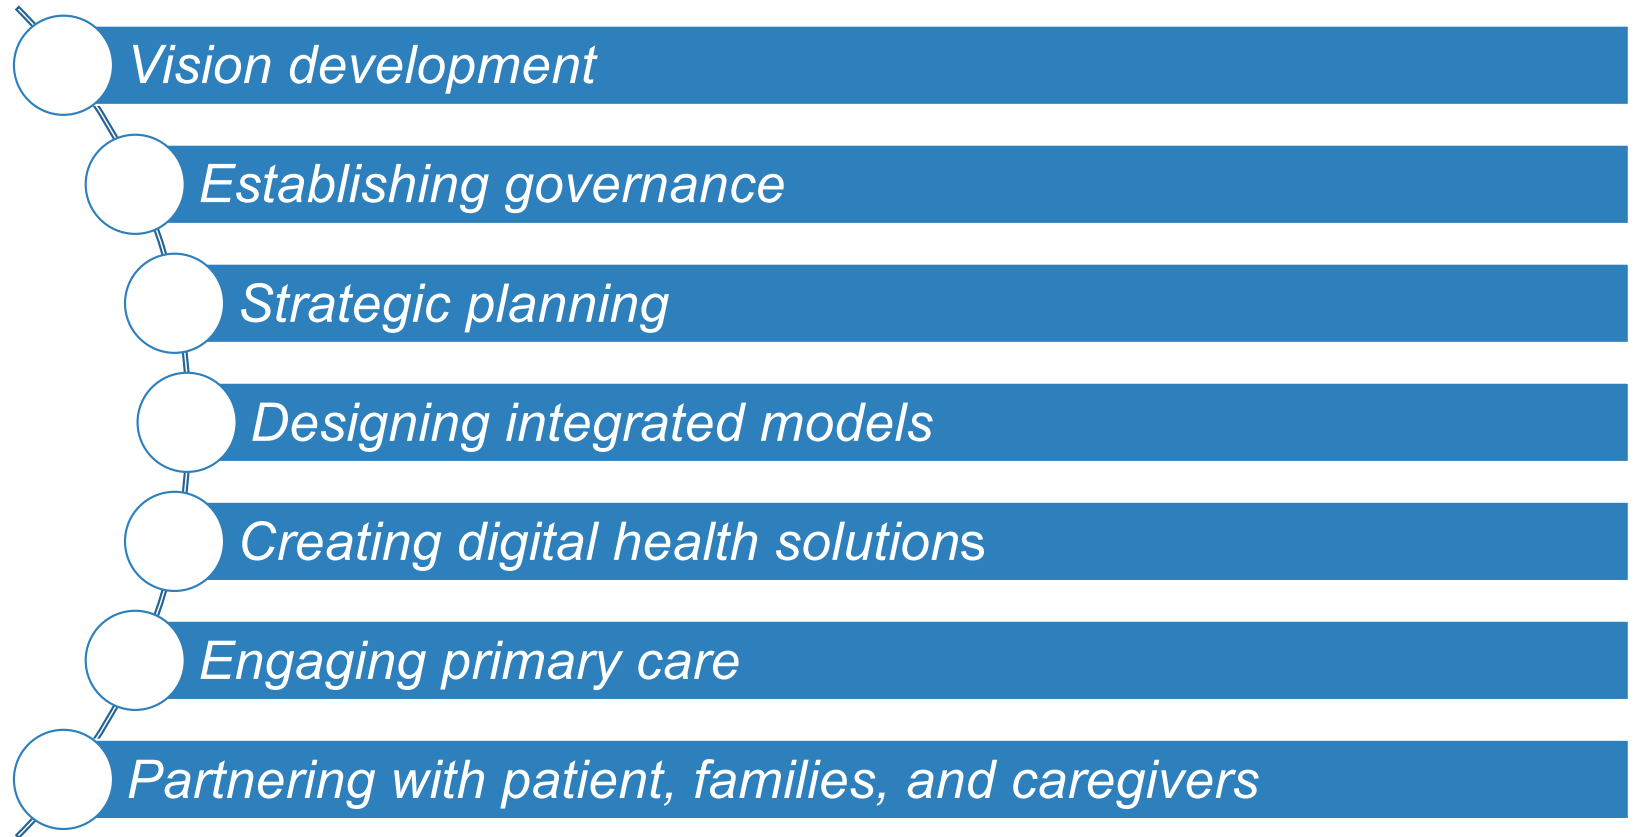 Vision development
Establishing governance
Strategic planning
Designing integrated models
Creating digital health solutions
Engaging primary care
Partnering with patient, families, and caregivers